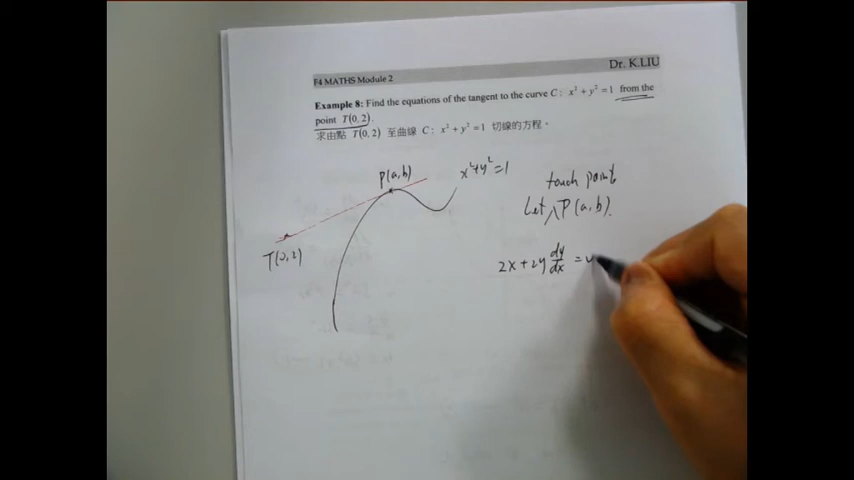 F4 MATHS Module 2
Dr. K.LIU
Example 8: Find the equations of the tangent to the curve C : x² + y² = 1 from the
point T(0, 2).
求由點 T(0, 2) 至曲線 C : x² + y² = 1 切線的方程。
P(a,b)
x²+y²=1
T(0,2)
touch point
Let ∧ P(a,b).
2x+2y dy/dx =